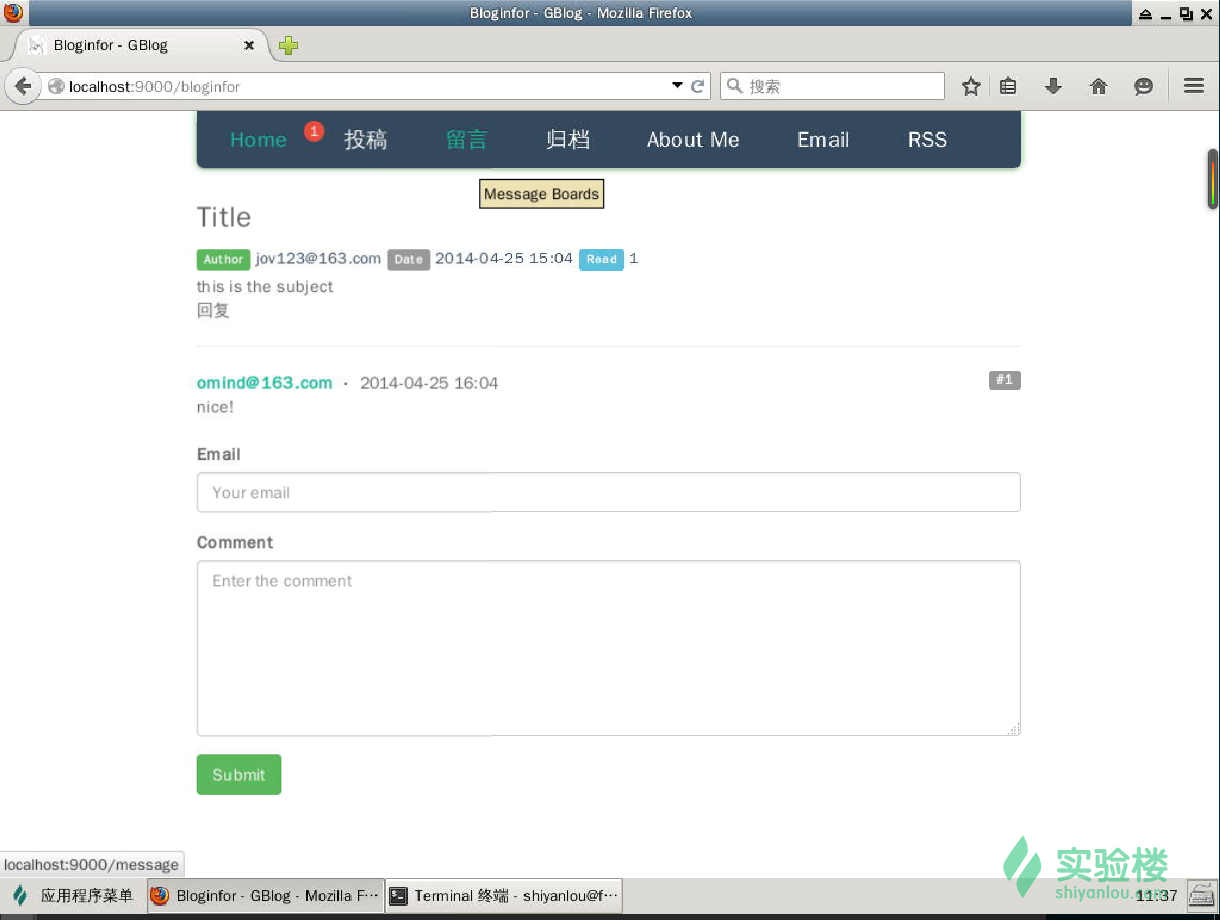 Bloginfor - GBlog - Mozilla Firefox
Bloginfor - GBlog
localhost:9000/bloginfor
搜索
Home 1 投稿 留言 归档 About Me Email RSS
Message Boards
Title
Author jov123@163.com Date 2014-04-25 15:04 Read 1
this is the subject
回复
omind@163.com · 2014-04-25 16:04 #1
nice!
Email
Your email
Comment
Enter the comment
Submit
localhost:9000/message
实验楼
shiyanlou.com
应用程序菜单 Bloginfor - GBlog - Mozilla F··· Terminal 终端 - shiyanlou@f··· 11:37